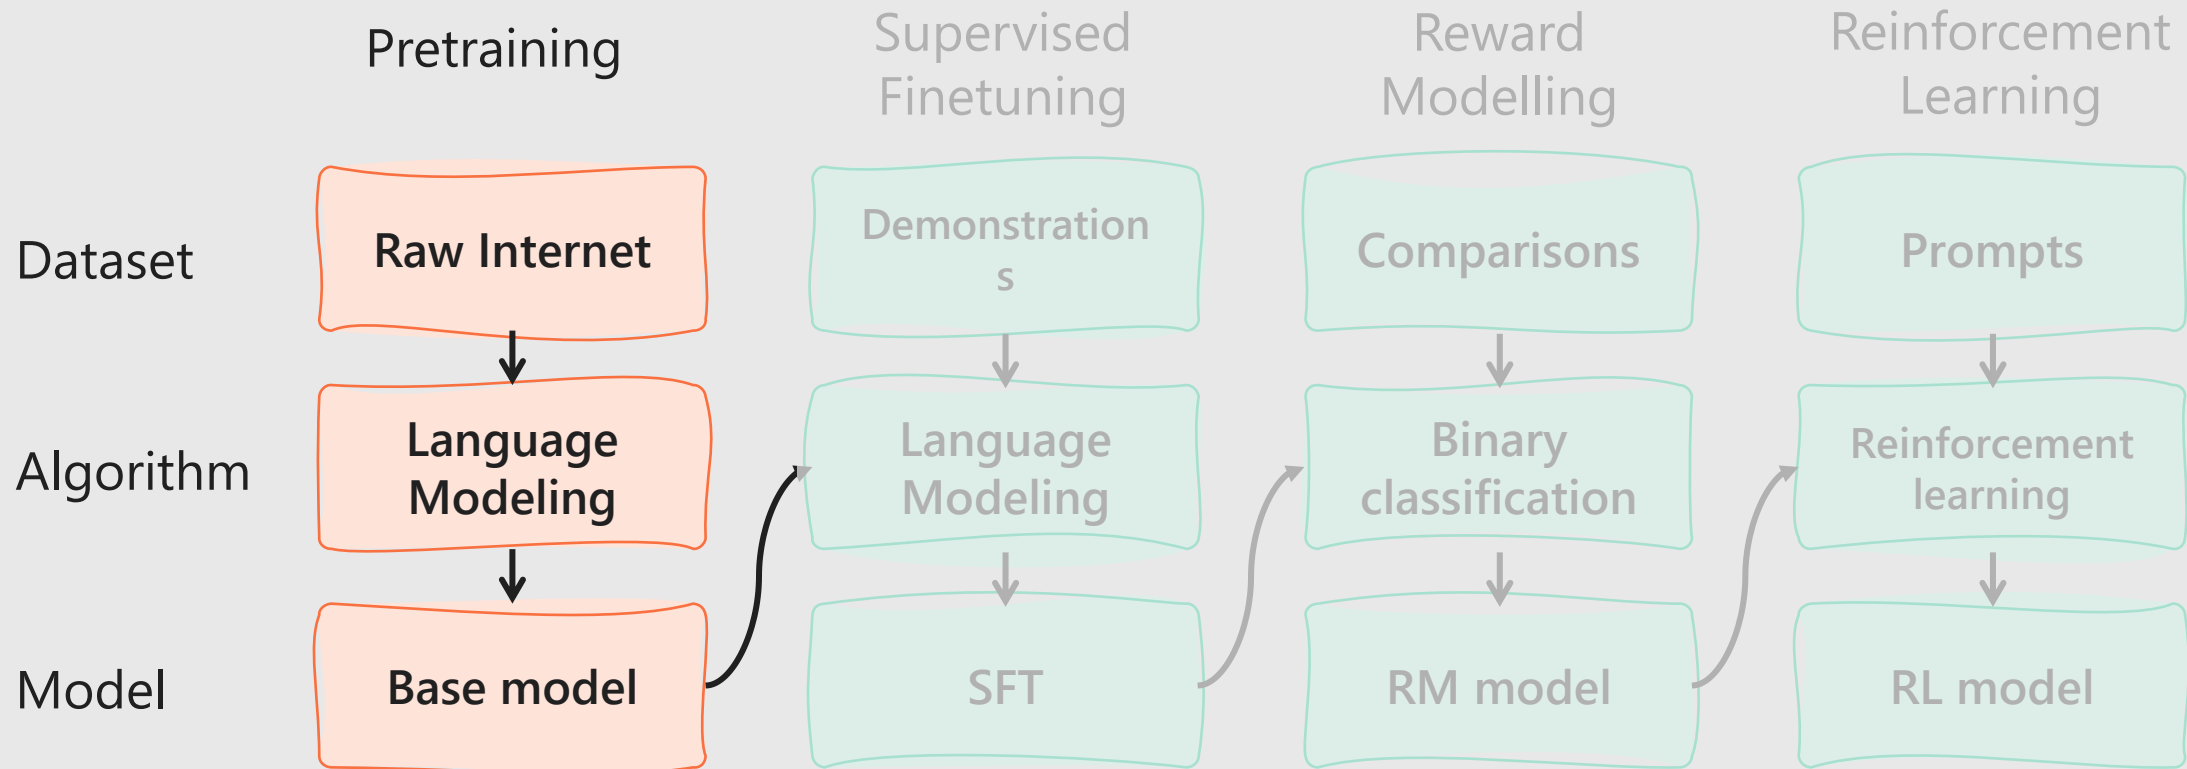 Pretraining
Supervised
Finetuning
Reward
Modelling
Reinforcement
Learning
Dataset
Raw Internet
Demonstration
s
Comparisons
Prompts
Algorithm
Language
Modeling
Language
Modeling
Binary
classification
Reinforcement
learning
Model
Base model
SFT
RM model
RL model